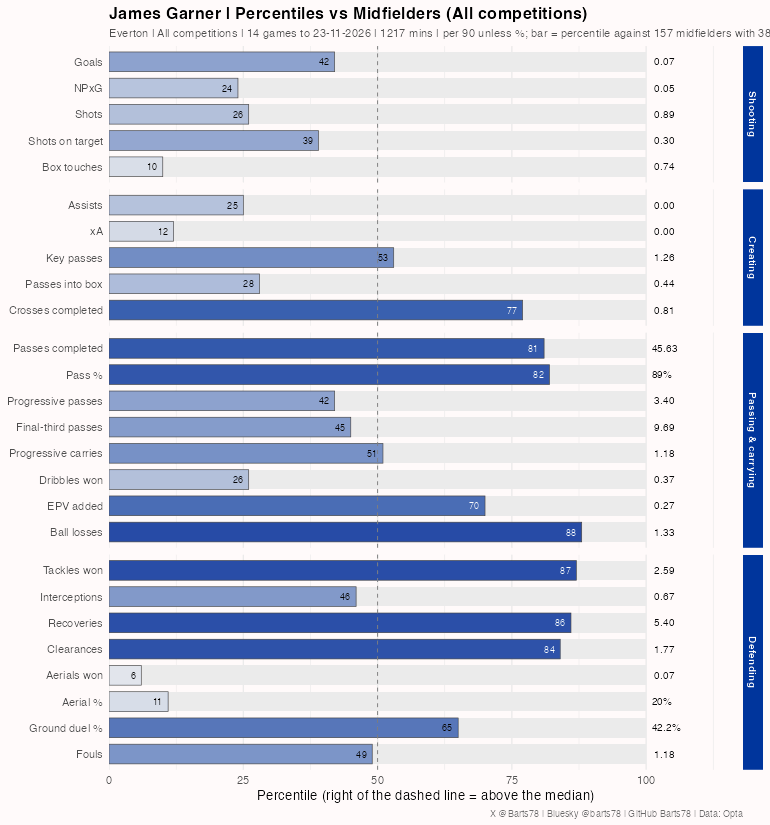 James Garner | Percentiles vs Midfielders (All competitions)
Everton | All competitions | 14 games to 23-11-2026 | 1217 mins | per 90 unless %; bar = percentile against 157 midfielders with 38
Shooting
Goals 42 0.07
NPxG 24 0.05
Shots 26 0.89
Shots on target 39 0.30
Box touches 10 0.74
Creating
Assists 25 0.00
xA 12 0.00
Key passes 53 1.26
Passes into box 28 0.44
Crosses completed 77 0.81
Passing & carrying
Passes completed 81 45.63
Pass % 82 89%
Progressive passes 42 3.40
Final-third passes 45 9.69
Progressive carries 51 1.18
Dribbles won 26 0.37
EPV added 70 0.27
Ball losses 88 1.33
Defending
Tackles won 87 2.59
Interceptions 46 0.67
Recoveries 86 5.40
Clearances 84 1.77
Aerials won 6 0.07
Aerial % 11 20%
Ground duel % 65 42.2%
Fouls 49 1.18
0 25 50 75 100
Percentile (right of the dashed line = above the median)
X @Barts78 | Bluesky @barts78 | GitHub Barts78 | Data: Opta